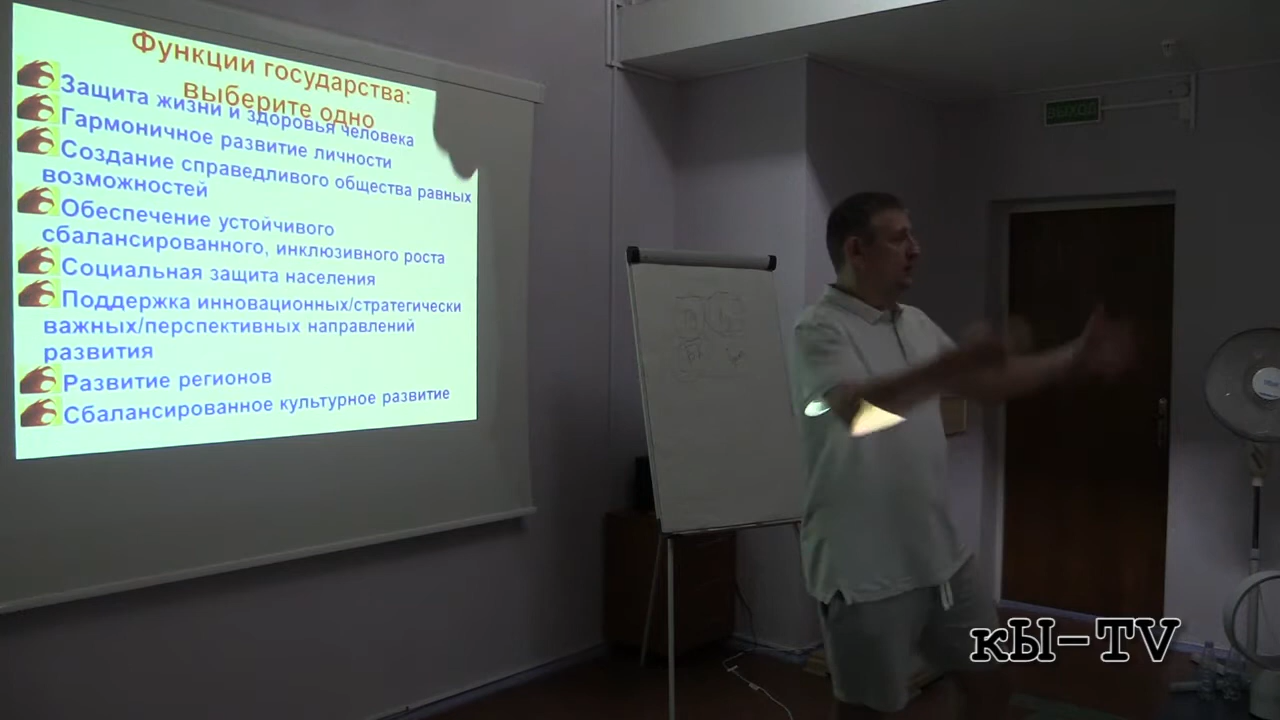 Функции государства:
выберите одно
Защита жизни и здоровья человека
Гармоничное развитие личности
Создание справедливого общества равных
возможностей
Обеспечение устойчивого
сбалансированного, инклюзивного роста
Социальная защита населения
Поддержка инновационных/стратегически
важных/перспективных направлений
развития
Развитие регионов
Сбалансированное культурное развитие
ВЫХОД
кЫ-TV